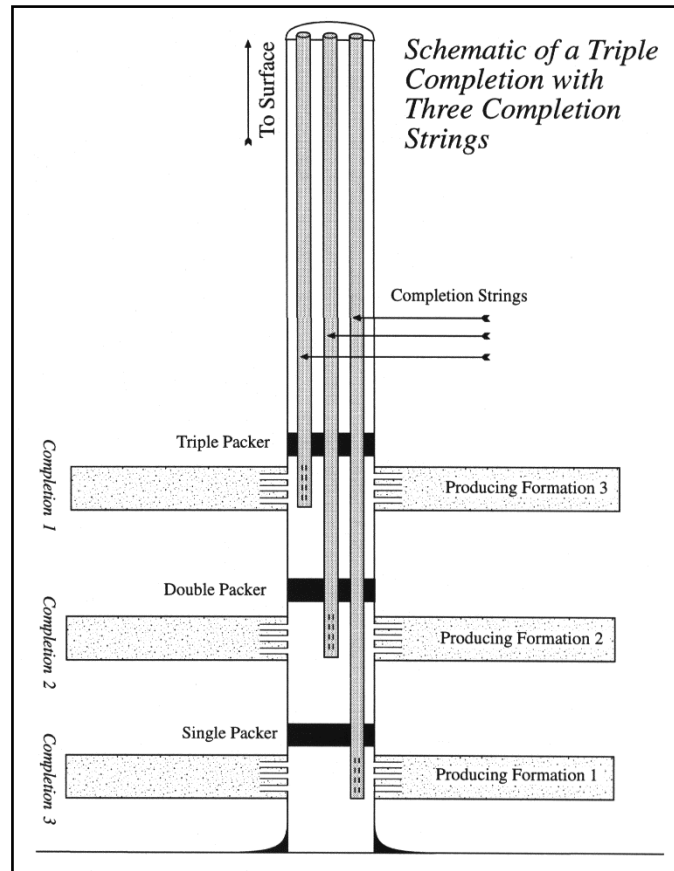 Schematic of a Triple
Completion with
Three Completion
Strings
To Surface
Completion Strings
Triple Packer
Completion 1
Producing Formation 3
Double Packer
Completion 2
Producing Formation 2
Single Packer
Completion 3
Producing Formation 1